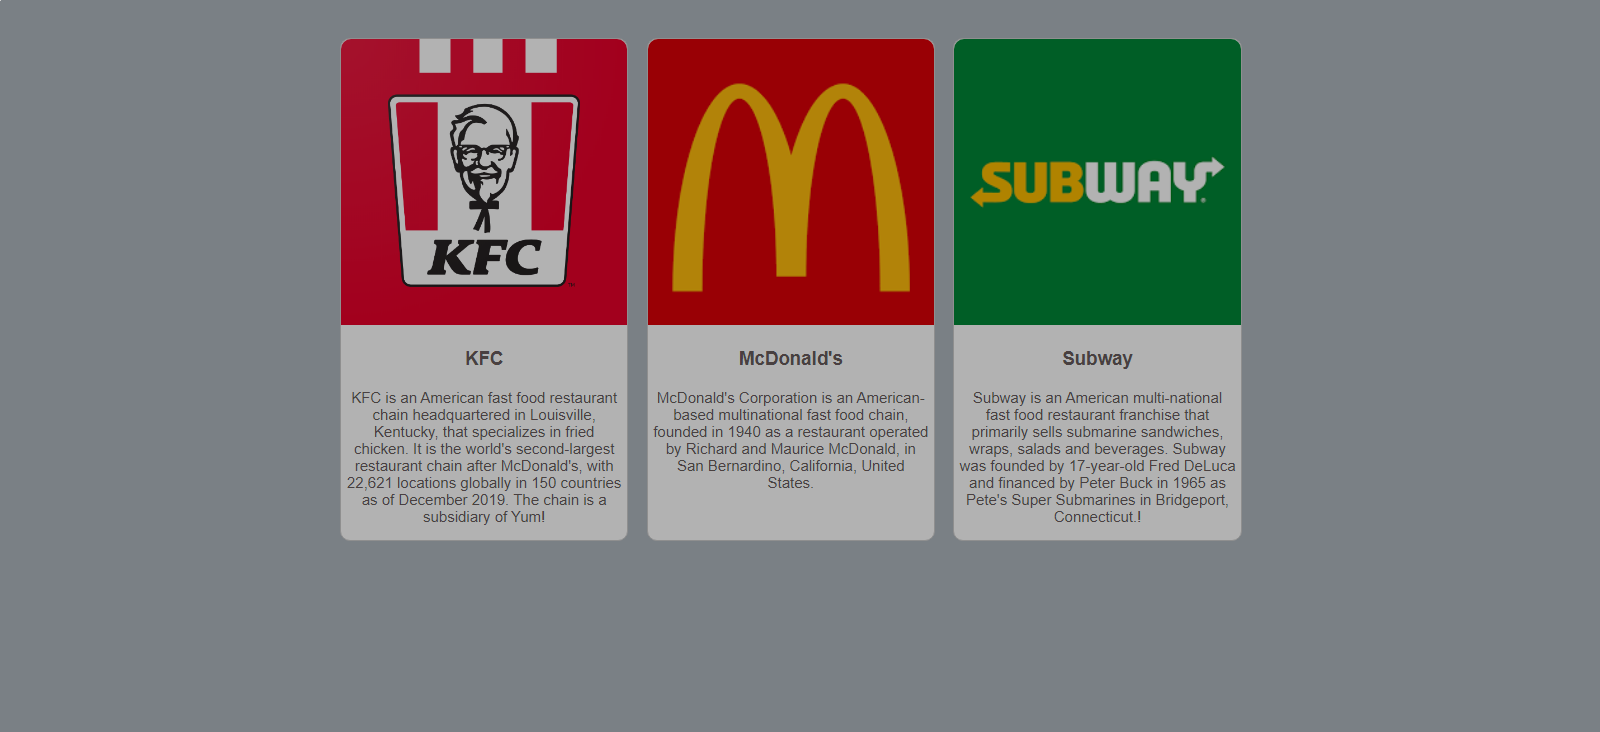 KFC
SUBWAY
KFC
KFC is an American fast food restaurant
chain headquartered in Louisville,
Kentucky, that specializes in fried
chicken. It is the world's second-largest
restaurant chain after McDonald's, with
22,621 locations globally in 150 countries
as of December 2019. The chain is a
subsidiary of Yum!
McDonald's
McDonald's Corporation is an American-
based multinational fast food chain,
founded in 1940 as a restaurant operated
by Richard and Maurice McDonald, in
San Bernardino, California, United
States.
Subway
Subway is an American multi-national
fast food restaurant franchise that
primarily sells submarine sandwiches,
wraps, salads and beverages. Subway
was founded by 17-year-old Fred DeLuca
and financed by Peter Buck in 1965 as
Pete's Super Submarines in Bridgeport,
Connecticut.!